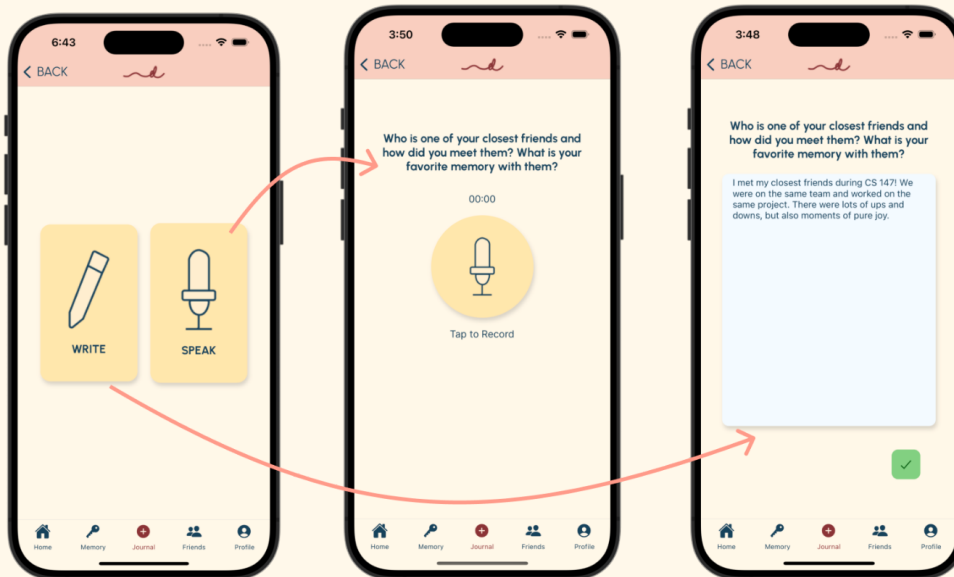 6:43
BACK
WRITE
SPEAK
Home
Memory
Journal
Friends
Profile
3:50
BACK
Who is one of your closest friends and
how did you meet them? What is your
favorite memory with them?
00:00
Tap to Record
Home
Memory
Journal
Friends
Profile
3:48
BACK
Who is one of your closest friends and
how did you meet them? What is your
favorite memory with them?
I met my closest friends during CS 147! We
were on the same team and worked on the
same project. There were lots of ups and
downs, but also moments of pure joy.
Home
Memory
Journal
Friends
Profile